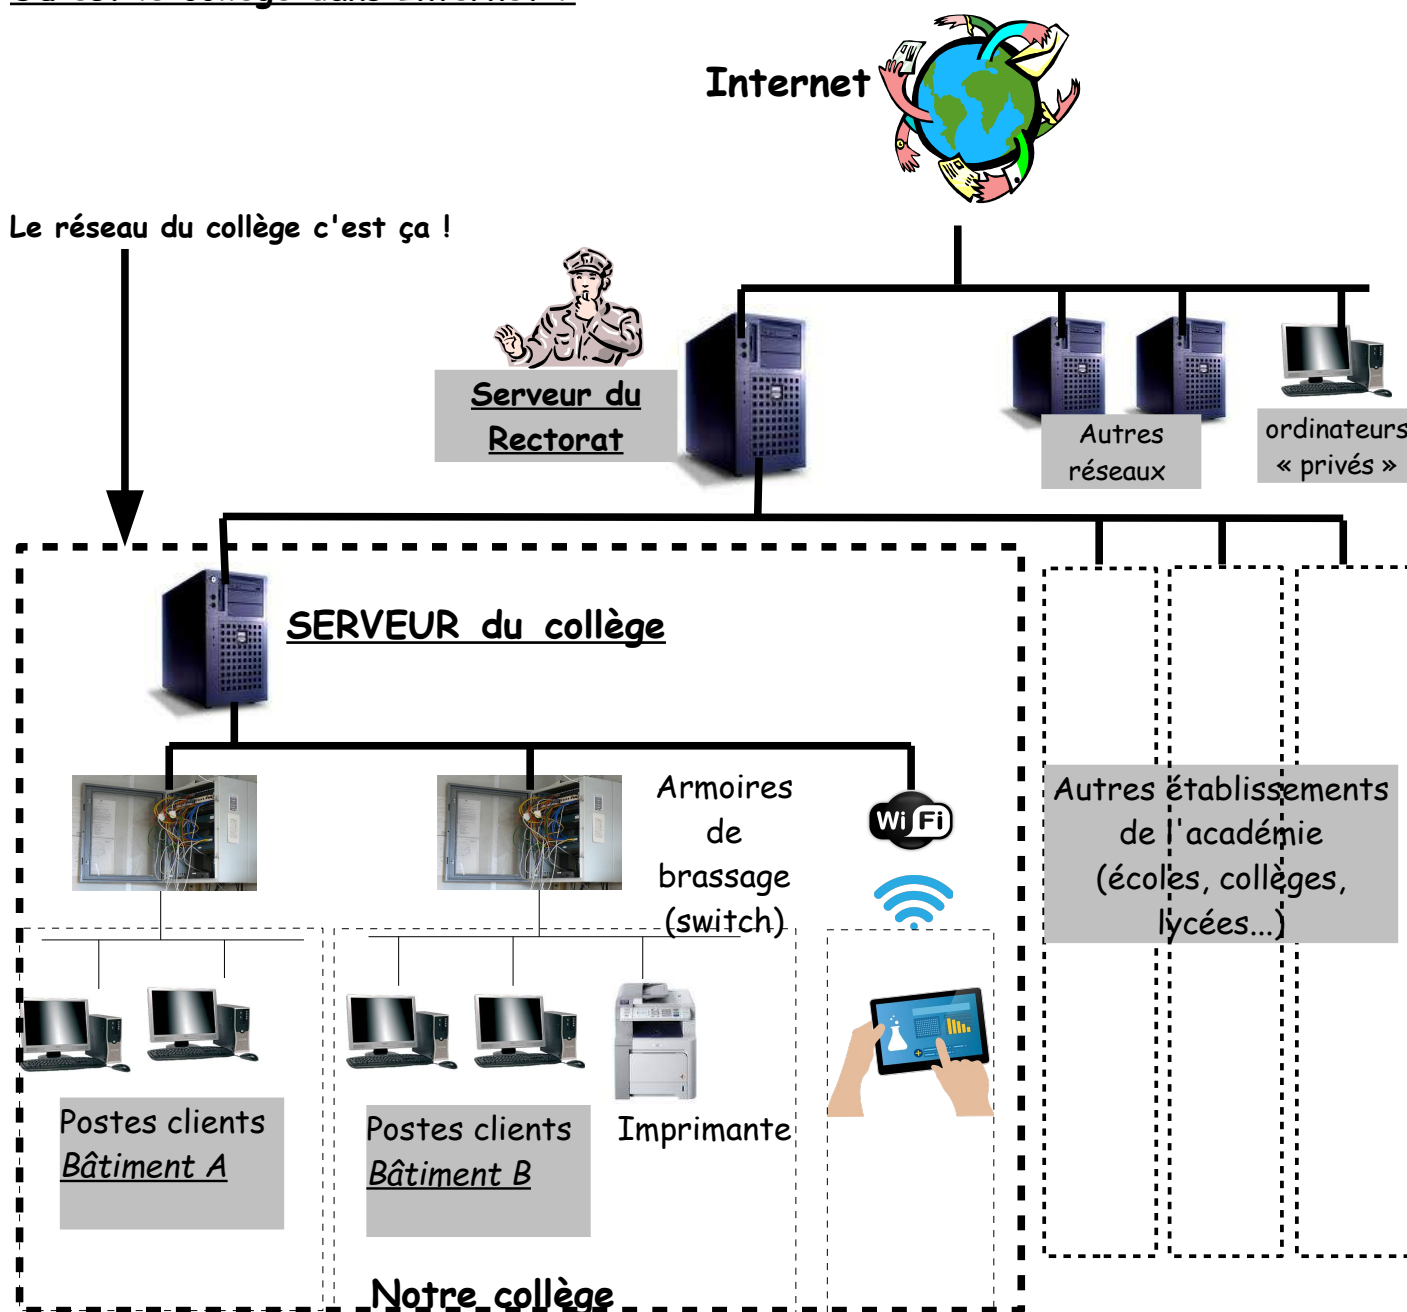 Internet
Le réseau du collège c'est ça !
Serveur du
Rectorat
Autres
réseaux
ordinateurs
« privés »
SERVEUR du collège
Armoires
de
brassage
(switch)
Wi Fi
Autres établissements
de l'académie
(écoles, collèges,
lycées...)
Postes clients
Bâtiment A
Postes clients
Bâtiment B
Imprimante
Notre collège